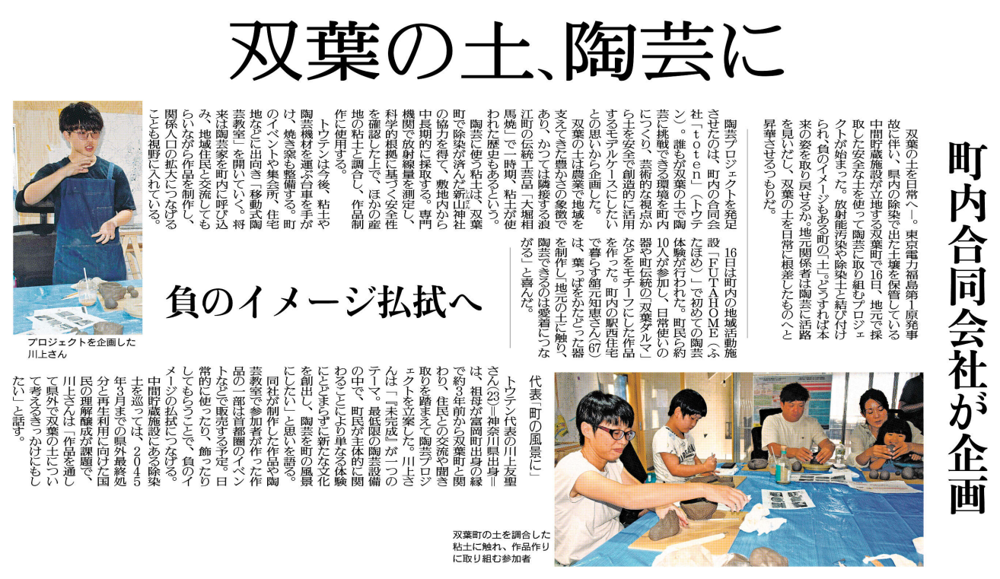 双葉の土、陶芸に
町内合同会社が企画
負のイメージ払拭へ
双葉の土を日常へ―。東京電力福島第１原発事
故に伴い、県内の除染で出た土壌を保管している
中間貯蔵施設が立地する双葉町で16日、地元で採
取した安全な土を使って陶芸に取り組むプロジェ
クトが始まった。放射能汚染や除染土と結び付け
られ、負のイメージもある町の「土」。どうすれば本
来の姿を取り戻せるか。地元関係者は陶芸に活路
を見いだし、双葉の土を日常に根差したものへと
昇華させるつもりだ。
陶芸プロジェクトを発足
させたのは、町内の合同会
社「ｔｏｔｅｎ」（トウテ
ン）。誰もが双葉の土で陶
芸に挑戦できる環境を町内
につくり、芸術的な視点か
ら土を安全で創造的に活用
するモデルケースにしたい
との思いから企画した。
双葉の土は農業で地域を
支えてきた豊かさの象徴で
あり、かつては隣接する浪
江町の伝統工芸品「大堀相
馬焼」で一時期、粘土が使
われた歴史もあるという。
陶芸に使う粘土は、双葉
町で除染が済んだ新山神社
の協力を得て、敷地内から
中長期的に採取する。専門
機関で放射線量を測定し、
科学的根拠に基づく安全性
を確認した上で、ほかの産
地の粘土と調合し、作品制
作に使用する。
トウテンは今後、粘土や
陶芸機材を運ぶ台車を手が
け、焼き窯も整備する。町
のイベントや集会所、住宅
地などに出向き「移動式陶
芸教室」を開いていく。将
来は陶芸家を町内に呼び込
み、地域住民と交流しても
らいながら作品を制作し、
関係人口の拡大につなげる
ことも視野に入れている。
16日は町内の地域活動施
設「ＦＵＴＡＨＯＭＥ（ふ
たほめ）」で初めての陶芸
体験が行われた。町民ら約
10人が参加し、日常使いの
器や町伝統の「双葉ダルマ」
などをモチーフにした作品
を作った。町内の駅西住宅
で暮らす舘元知恵さん(67)
は、葉っぱをかたどった器
を制作し「地元の土に触り、
陶芸できるのは愛着につな
がる」と喜んだ。
代表「町の風景に」
トウテン代表の川上友聖
さん(23)＝神奈川県出身＝
は、祖母が富岡町出身の縁
で約３年前から双葉町と関
わり、住民との交流や聞き
取りを踏まえて陶芸プロジ
ェクトを立案した。川上さ
んは「『未完成』が一つの
テーマ。最低限の陶芸設備
の中で、町民が主体的に関
わることにより単なる体験
にとどまらずに新たな文化
を創出し、陶芸を町の風景
にしたい」と思いを語る。
同社が制作した作品や陶
芸教室で参加者が作った作
品の一部は首都圏のイベン
トなどで販売する予定。日
常的に使ったり、飾ったり
してもらうことで、負のイ
メージの払拭につなげる。
中間貯蔵施設にある除染
土を巡っては、２０４５
年３月までの県外最終処
分と再生利用に向けた国
民の理解醸成が課題で、
川上さんは「作品を通し
て県外で双葉の土につい
て考えるきっかけにもし
たい」と話す。
プロジェクトを企画した
川上さん
双葉町の土を調合した
粘土に触れ、作品作り
に取り組む参加者